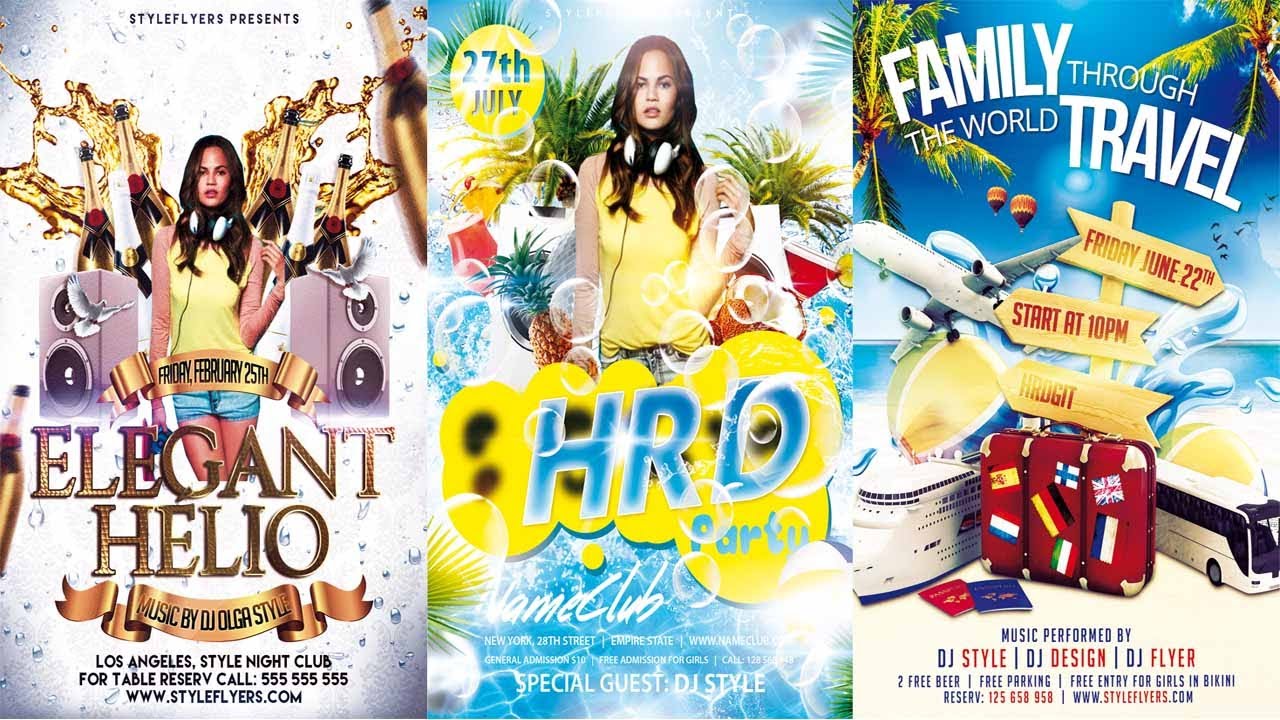 STYLEFLYERS PRESENTS
FRIDAY, FEBRUARY 25TH
ELEGANT
HELIO
MUSIC BY DJ OLGA STYLE
LOS ANGELES, STYLE NIGHT CLUB
FOR TABLE RESERV CALL: 555 555 555
WWW.STYLEFLYERS.COM
27th
JULY
HRD
Party
NameClub
NEW YORK, 28TH STREET | EMPIRE STATE |
GENERAL ADMISSION $10 | FREE ADMISSION FOR GIRLS | CALL: 128
SPECIAL GUEST: DJ STYLE
FAMILY THROUGH
THE WORLD TRAVEL
FRIDAY JUNE 22TH
START AT 10PM
HRDGIT
MUSIC PERFORMED BY
DJ STYLE | DJ DESIGN | DJ FLYER
2 FREE BEER | FREE PARKING | FREE ENTRY FOR GIRLS IN BIKINI
RESERV: 125 658 958 | WWW.STYLEFLYERS.COM